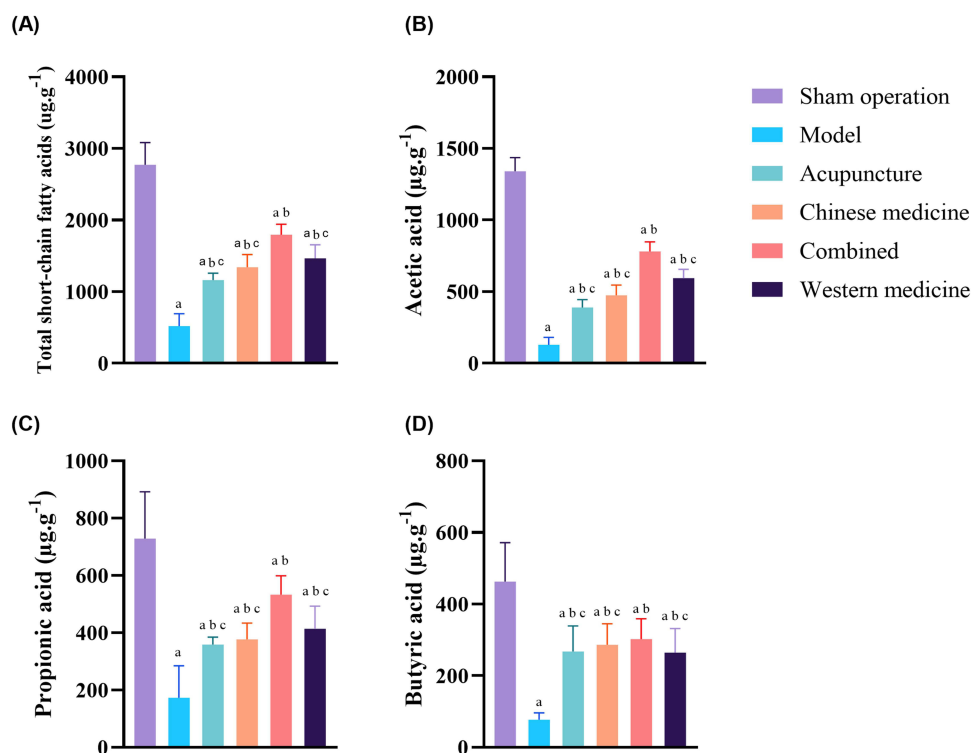 (A)
Total short-chain fatty acids (ug.g⁻¹)
4000
3000
2000
1000
0
a
a b c
a b c
a b
a b c
(B)
Acetic acid (µg.g⁻¹)
2000
1500
1000
500
0
a
a b c
a b c
a b
a b c
Sham operation
Model
Acupuncture
Chinese medicine
Combined
Western medicine
(C)
Propionic acid (µg.g⁻¹)
1000
800
600
400
200
0
a
a b c
a b c
a b
a b c
(D)
Butyric acid (µg.g⁻¹)
800
600
400
200
0
a
a b c
a b c
a b
a b c